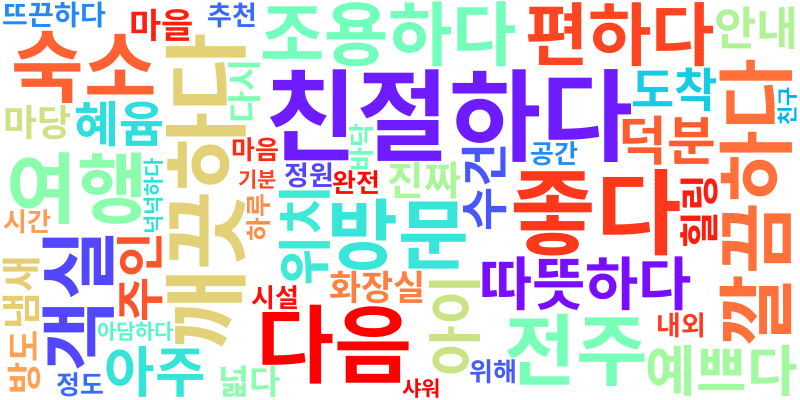 뜨끈하다
마을
추천
조용하다
편하다
안내
숙소
깨끗하다
다시
친절하다
도착
깔끔하다
친구
마당
체크
덕분
여행
넉넉하다
마음
기분
하루
정원
바닥
완전
진짜
수건
공간
좋다
힐링
시간
위치
방문
객실
주인
냄새
방도
아담하다
정도
아주
넓다
시설
다음
화장실
샤워
아이
따뜻하다
위해
전주
내외
예쁘다